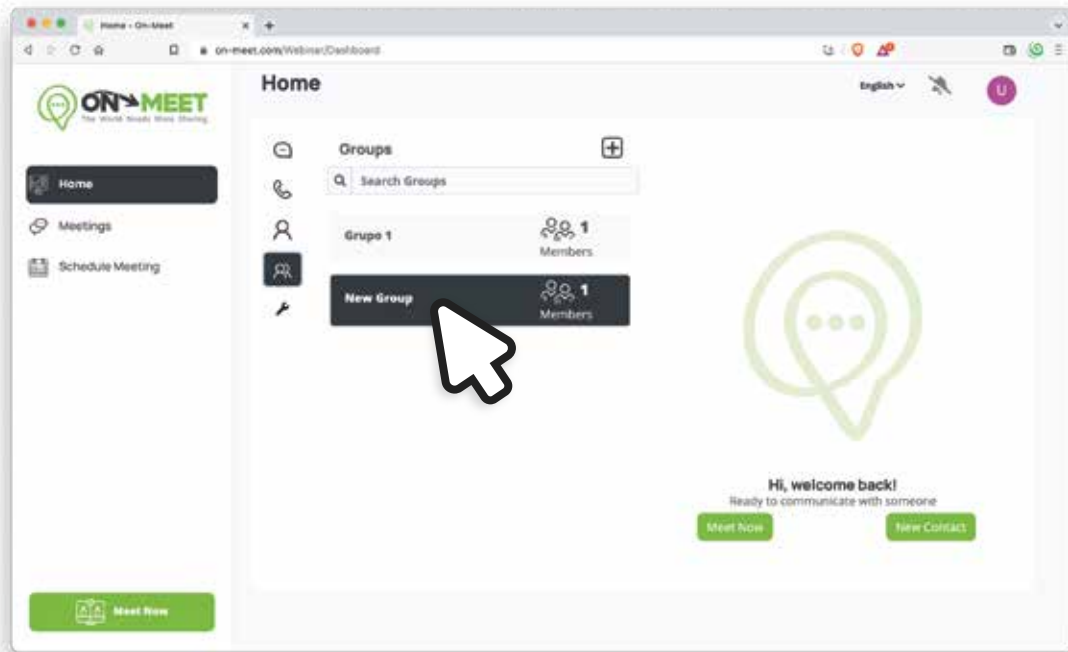 Home - On-Meet
on-meet.com/Webinar/Dashboard
ON MEET
The World Needs More Sharing
Home
English
U
Home
Meetings
Schedule Meeting
Groups
Search Groups
Grupo 1
1
Members
New Group
1
Members
Hi, welcome back!
Ready to communicate with someone
Meet Now
New Contact
Meet Now